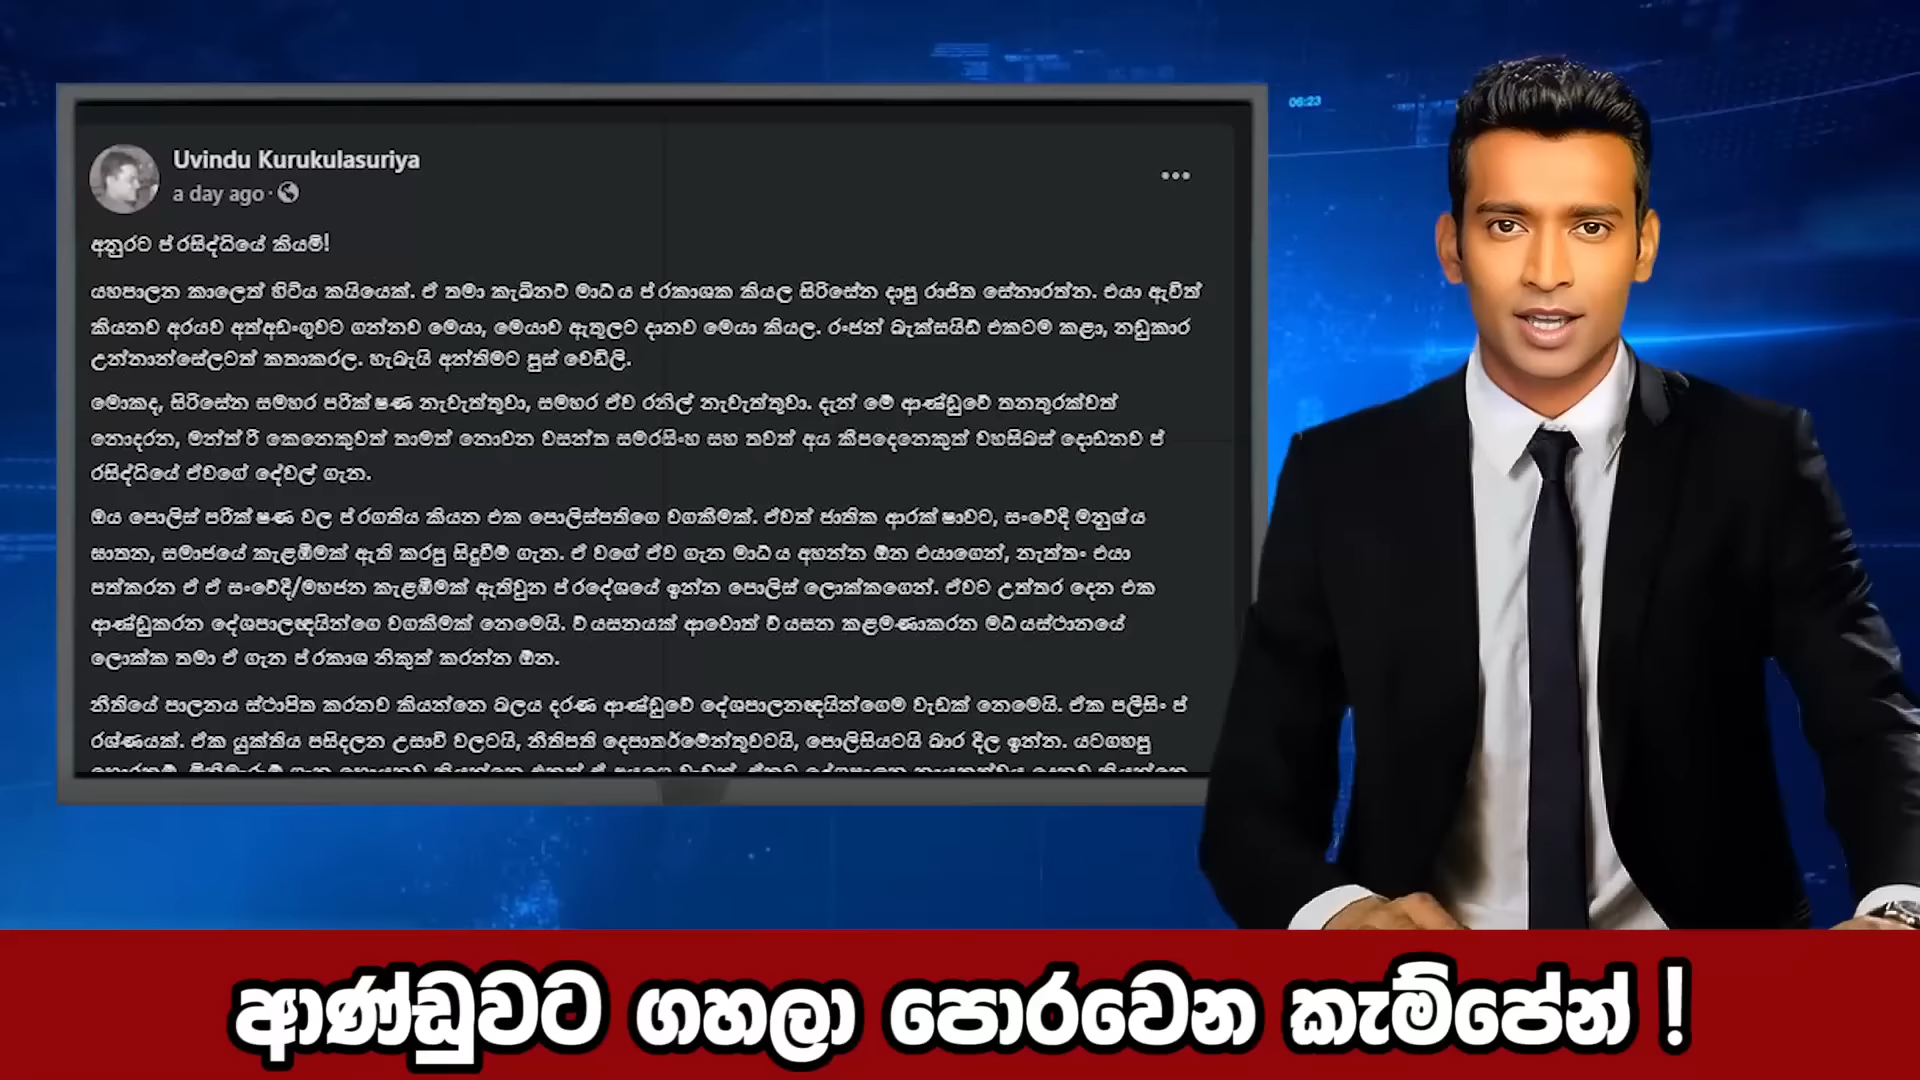 06:23
Uvindu Kurukulasuriya
a day ago ·
අනුරට ප්‍රසිද්ධියේ කියමි!
යහපාලන කාලෙත් හිටිය කයියෙක්. ඒ තමා කැබිනට් මාධ්‍ය ප්‍රකාශක කියල සිරිසේන දාපු රාජිත සේනාරත්න. එයා ඇවිත්
කියනව අරයව අත්අඩංගුවට ගන්නව මෙයා, මෙයාව ඇතුලට දානව මෙයා කියල. රංජන් බැක්සයිඩ් එකටම කළා, නඩුකාර
උන්නාන්සේලටත් කතාකරල. හැබැයි අන්තිමට පුස් වෙඩිලි.
මොකද, සිරිසේන සමහර පරීක්ෂණ නැවැත්තුවා, සමහර ඒව රනිල් නැවැත්තුවා. දැන් මේ ආණ්ඩුවේ තනතුරක්වත්
නොදරන, මන්ත්‍රී කෙනෙකුවත් තාමත් නොවන වසන්ත සමරසිංහ සහ තවත් අය කීපදෙනෙකුත් වහසිබස් දොඩනව ප්
රසිද්ධියේ ඒවගේ දේවල් ගැන.
ඔය පොලිස් පරීක්ෂණ වල ප්‍රගතිය කියන එක පොලිස්පතිගෙ වගකීමක්. ඒවත් ජාතික ආරක්ෂාවට, සංවේදී මනුශ්‍ය
ඝාතන, සමාජයේ කැළඹීමක් ඇති කරපු සිදුවීම් ගැන. ඒ වගේ ඒව ගැන මාධ්‍ය අහන්න ඕන එයාගෙන්, නැත්තං එයා
පත්කරන ඒ ඒ සංවේදී/මහජන කැළඹීමක් ඇතිවුන ප්‍රදේශයේ ඉන්න පොලිස් ලොක්කගෙන්. ඒවට උත්තර දෙන එක
ආණ්ඩුකරන දේශපාලඥයින්ගෙ වගකීමක් නෙමෙයි. ව්‍යසනයක් ආවොත් ව්‍යසන කළමණාකරන මධ්‍යස්ථානයේ
ලොක්ක තමා ඒ ගැන ප්‍රකාශ නිකුත් කරන්න ඕන.
නීතියේ පාලනය ස්ථාපිත කරනව කියන්නෙ බලය දරණ ආණ්ඩුවේ දේශපාලනඥයින්ගෙම වැඩක් නෙමෙයි. ඒක පලීසිං ප්
රශ්ණයක්. ඒක යුක්තිය පසිදලන උසාවි වලටයි, නීතිපති දෙපාර්තමේන්තුවටයි, පොලිසියටයි බාර දීල ඉන්න. යටගහපු
ආණ්ඩුවට ගහලා පොරවෙන කැම්පේන් !